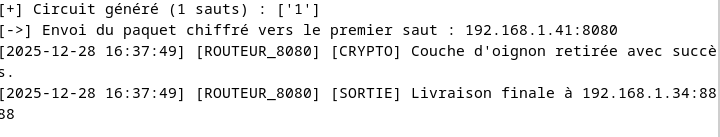 [+] Circuit généré (1 sauts) : ['1']
[->] Envoi du paquet chiffré vers le premier saut : 192.168.1.41:8080
[2025-12-28 16:37:49] [ROUTEUR_8080] [CRYPTO] Couche d'oignon retirée avec succè
s.
[2025-12-28 16:37:49] [ROUTEUR_8080] [SORTIE] Livraison finale à 192.168.1.34:88
88